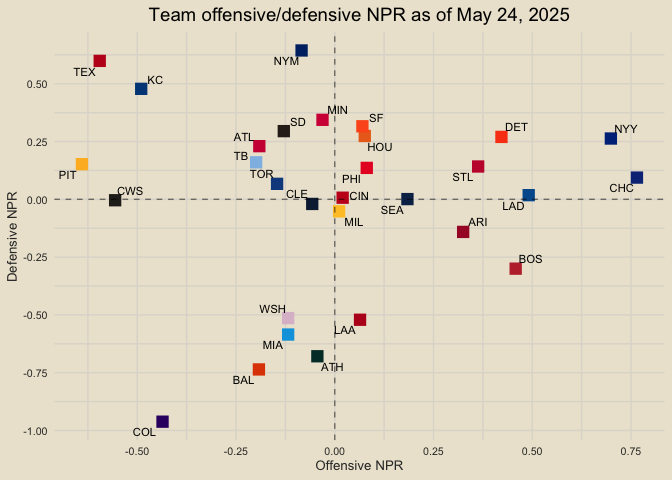 Team offensive/defensive NPR as of May 24, 2025
NYM
TEX
KC
0.50
MIN
SF
SD
DET
NYY
ATL
0.25
HOU
TB
PIT
TOR
PHI
STL
CHC
CWS
CLE
CIN
0.00
SEA
LAD
MIL
ARI
Defensive NPR
-0.25
BOS
WSH
-0.50
LAA
MIA
ATH
-0.75
BAL
COL
-1.00
-0.50
-0.25
0.00
0.25
0.50
0.75
Offensive NPR